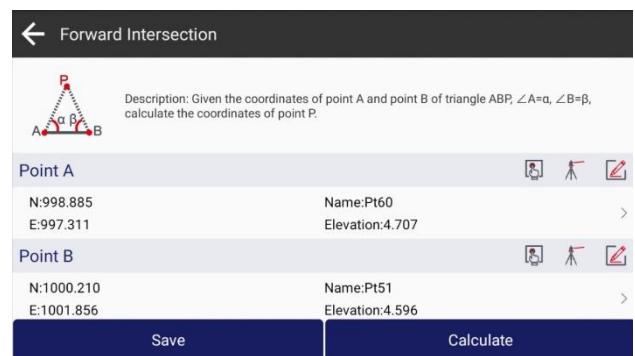 Forward Intersection
P
Description: Given the coordinates of point A and point B of triangle ABP, ∠A=α, ∠B=β,
calculate the coordinates of point P.
α β
A B
Point A
N:998.885 Name:Pt60
E:997.311 Elevation:4.707
Point B
N:1000.210 Name:Pt51
E:1001.856 Elevation:4.596
Save Calculate